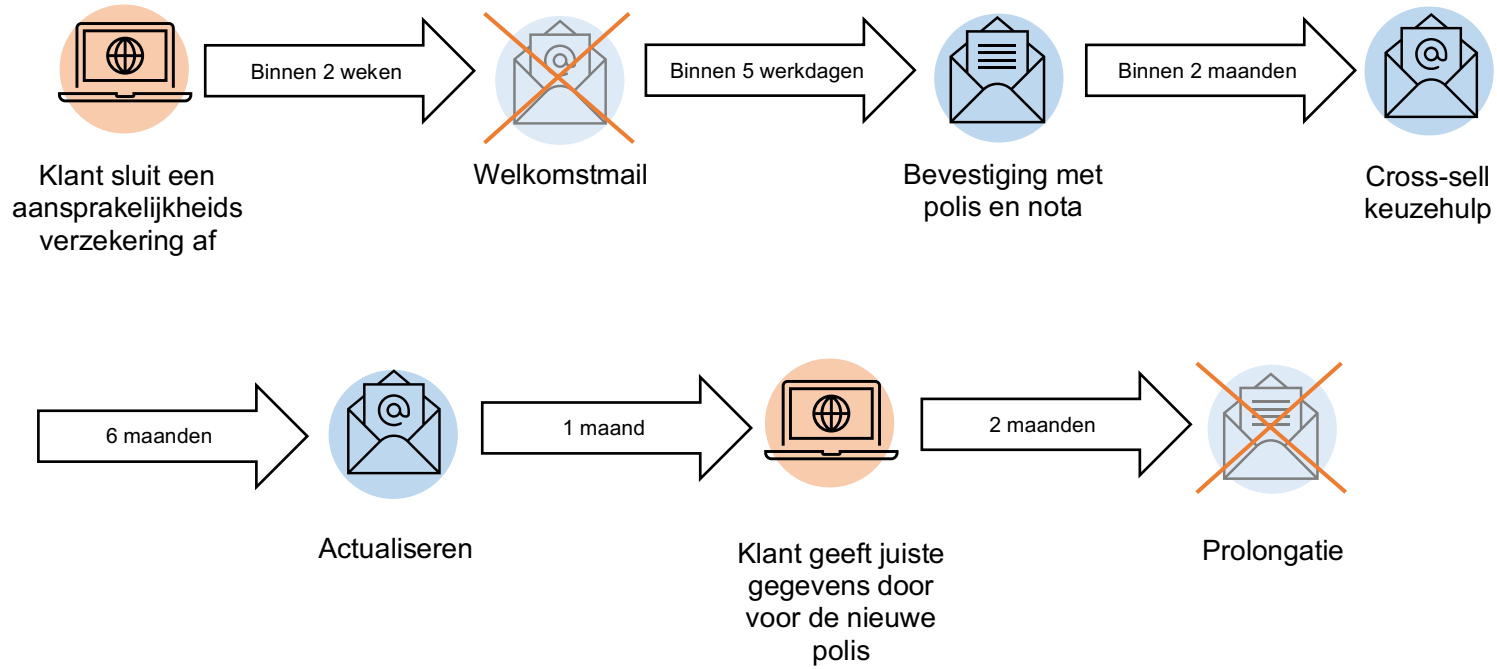 Binnen 2 weken
Binnen 5 werkdagen
Binnen 2 maanden
Klant sluit een
aansprakelijkheids
verzekering af
Welkomstmail
Bevestiging met
polis en nota
Cross-sell
keuzehulp
6 maanden
1 maand
2 maanden
Actualiseren
Klant geeft juiste
gegevens door
voor de nieuwe
polis
Prolongatie